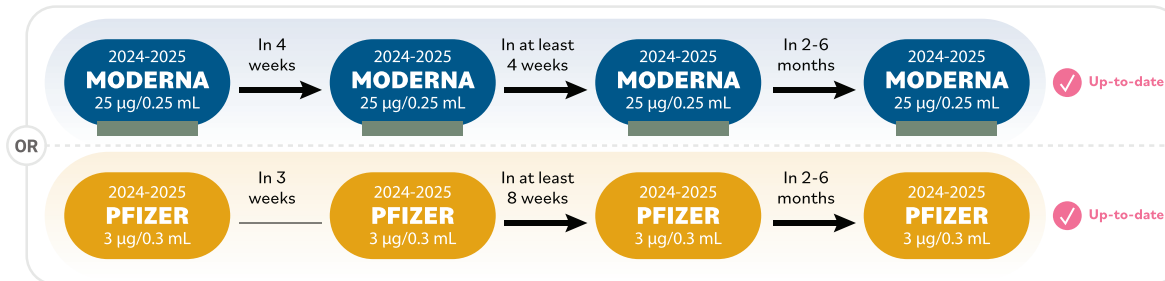 2024-2025
MODERNA
25 µg/0.25 mL
In 4
weeks
2024-2025
MODERNA
25 µg/0.25 mL
In at least
4 weeks
2024-2025
MODERNA
25 µg/0.25 mL
In 2-6
months
2024-2025
MODERNA
25 µg/0.25 mL
Up-to-date
OR
2024-2025
PFIZER
3 µg/0.3 mL
In 3
weeks
2024-2025
PFIZER
3 µg/0.3 mL
In at least
8 weeks
2024-2025
PFIZER
3 µg/0.3 mL
In 2-6
months
2024-2025
PFIZER
3 µg/0.3 mL
Up-to-date